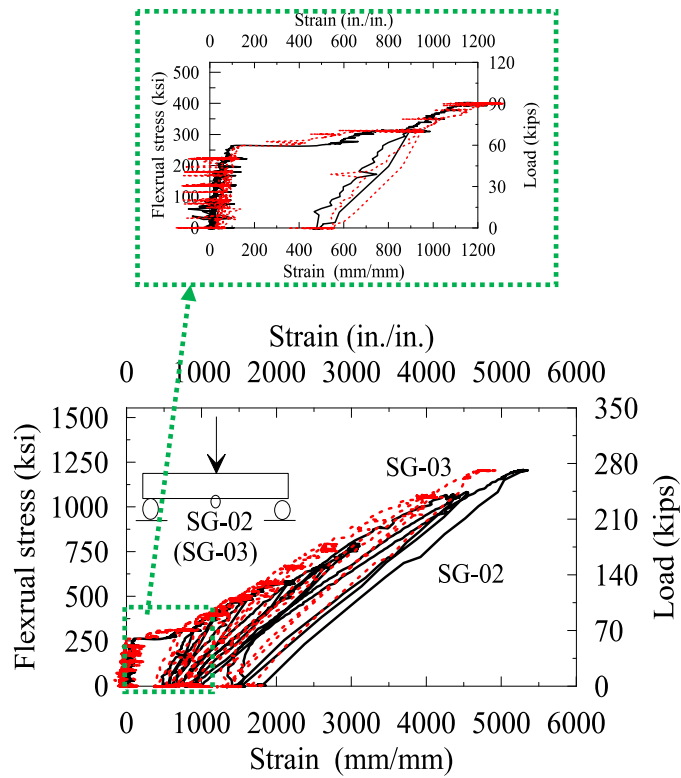 Strain (in./in.)
0 200 400 600 800 1000 1200
Flexrual stress (ksi)
500
400
300
200
100
0
120
90
60
30
0
Load (kips)
0 200 400 600 800 1000 1200
Strain (mm/mm)
Strain (in./in.)
0 1000 2000 3000 4000 5000 6000
Flexrual stress (ksi)
1500
1250
1000
750
500
250
0
350
280
210
140
70
0
Load (kips)
SG-03
SG-02
(SG-03)
SG-02
0 1000 2000 3000 4000 5000 6000
Strain (mm/mm)